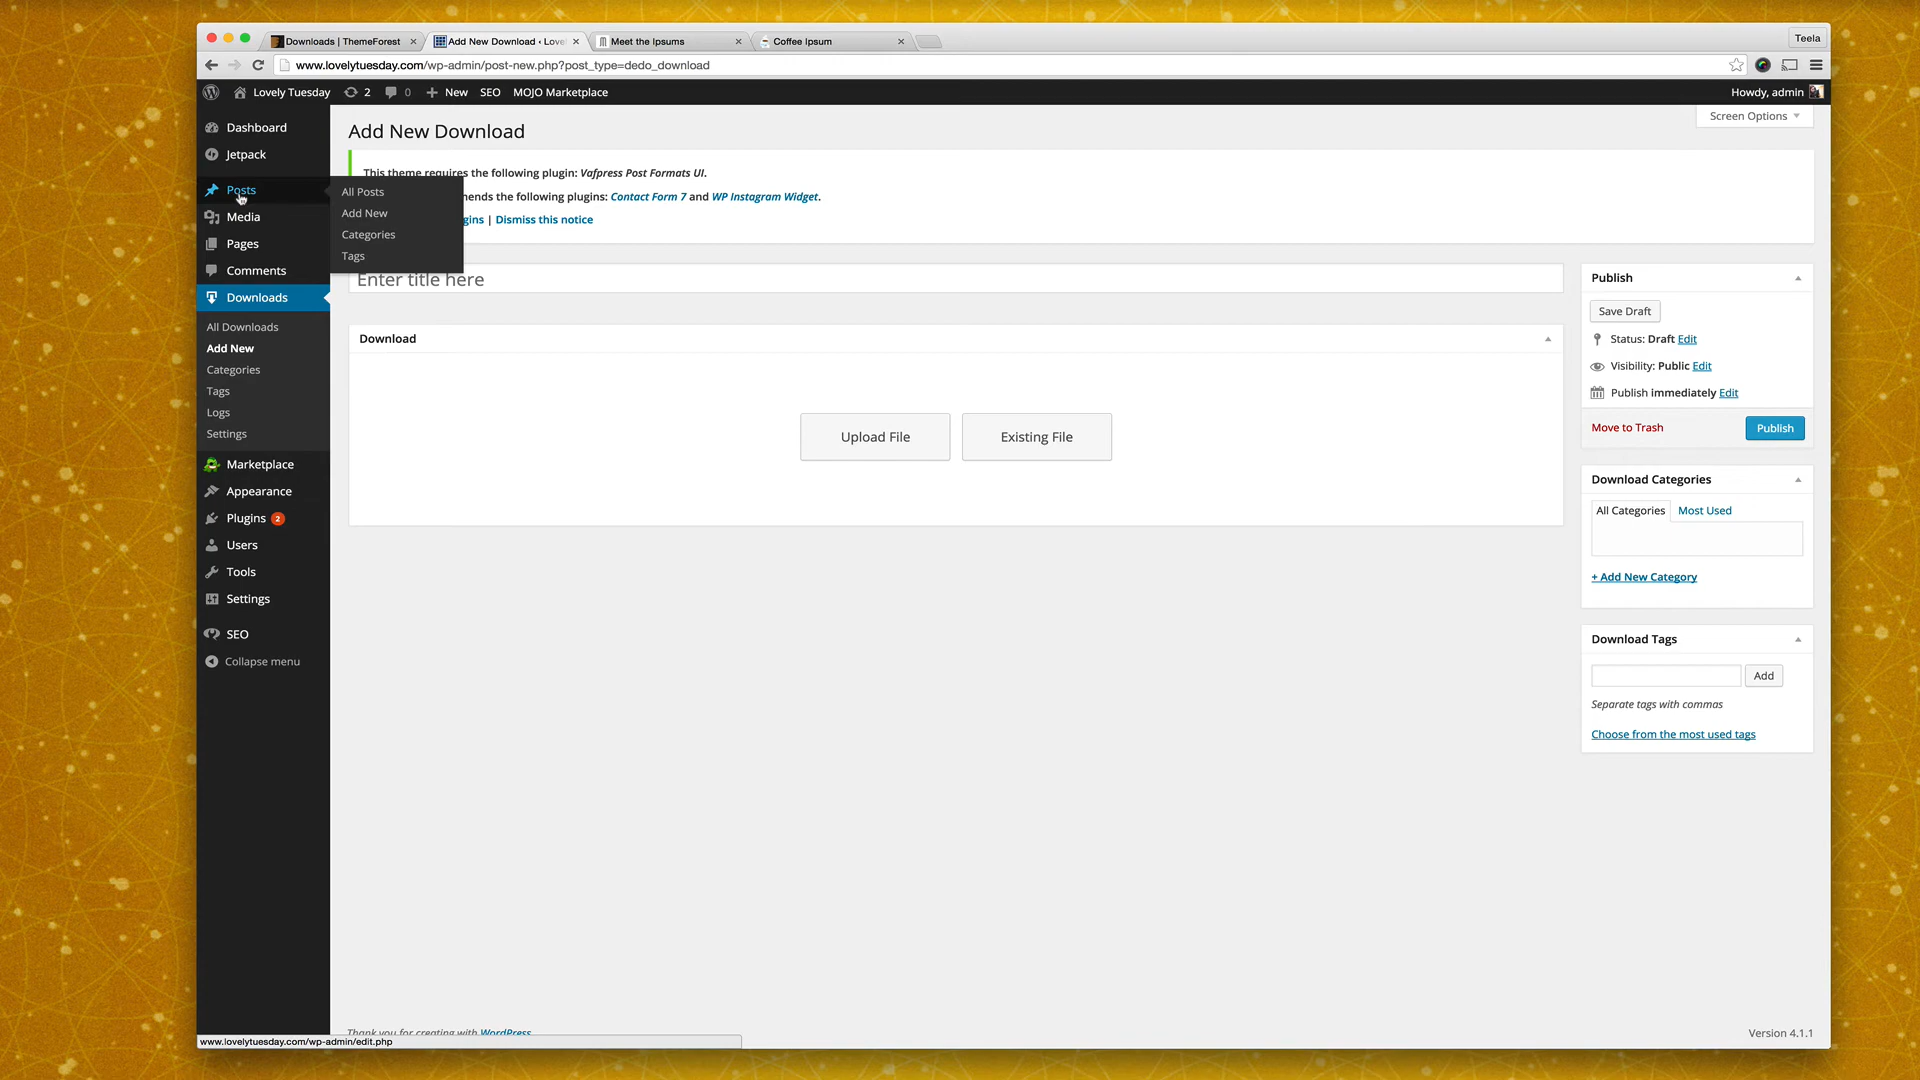 Downloads | ThemeForest
Add New Download ‹ Love
Meet the Ipsums
Coffee Ipsum
Teela
www.lovelytuesday.com/wp-admin/post-new.php?post_type=dedo_download
Lovely Tuesday
2
0
New
SEO
MOJO Marketplace
Howdy, admin
Dashboard
Jetpack
Posts
Media
Pages
Comments
Downloads
All Downloads
Add New
Categories
Tags
Logs
Settings
Marketplace
Appearance
Plugins 2
Users
Tools
Settings
SEO
Collapse menu
All Posts
Add New
Categories
Tags
Screen Options
Add New Download
This theme requires the following plugin: Vafpress Post Formats UI.
mends the following plugins: Contact Form 7 and WP Instagram Widget.
| Dismiss this notice
Enter title here
Download
Upload File
Existing File
Publish
Save Draft
Status: Draft Edit
Visibility: Public Edit
Publish immediately Edit
Move to Trash
Publish
Download Categories
All Categories
Most Used
+ Add New Category
Download Tags
Add
Separate tags with commas
Choose from the most used tags
Thank you for creating with WordPress
Version 4.1.1
www.lovelytuesday.com/wp-admin/edit.php